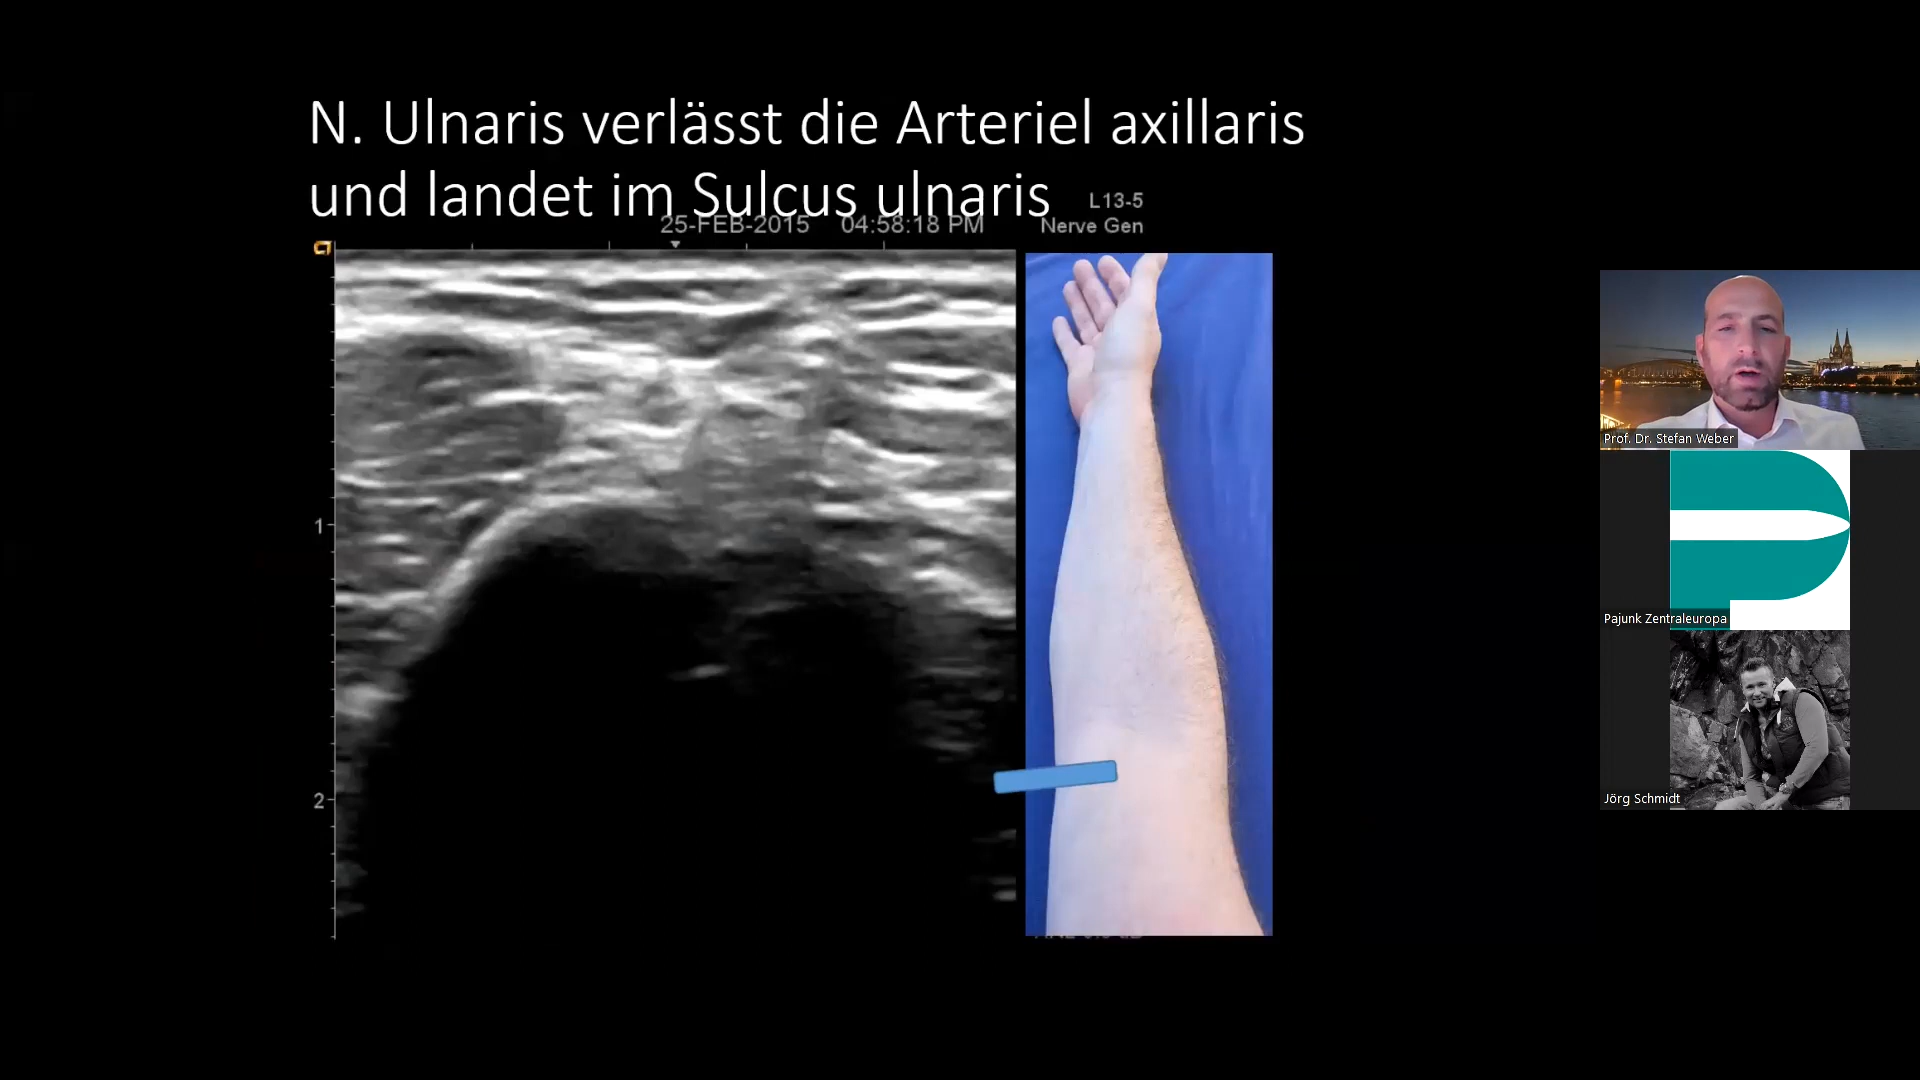 N. Ulnaris verlässt die Arteriel axillaris
und landet im Sulcus ulnaris
L13-5
25-FEB-2015 04:58:18 PM Nerve Gen
1
2
Prof. Dr. Stefan Weber
Pajunk Zentraleuropa
Jörg Schmidt